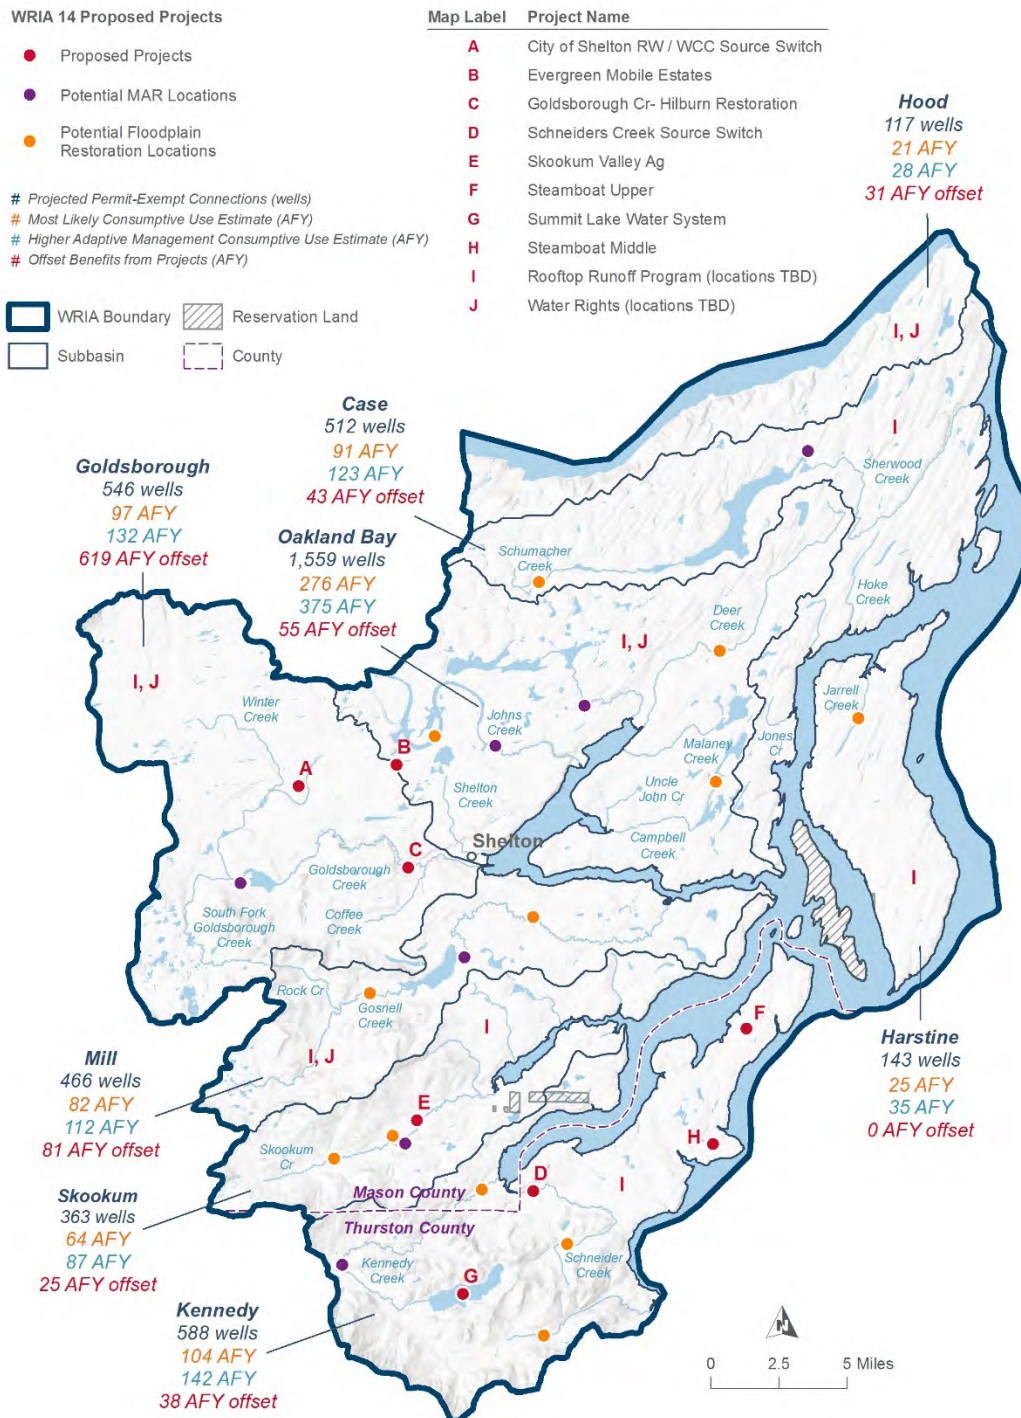 WRIA 14 Proposed Projects
Proposed Projects
Potential MAR Locations
Potential Floodplain
Restoration Locations
# Projected Permit-Exempt Connections (wells)
# Most Likely Consumptive Use Estimate (AFY)
# Higher Adaptive Management Consumptive Use Estimate (AFY)
# Offset Benefits from Projects (AFY)
WRIA Boundary
Reservation Land
Subbasin
County
Map Label Project Name
A City of Shelton RW / WCC Source Switch
B Evergreen Mobile Estates
C Goldsborough Cr- Hilburn Restoration
D Schneiders Creek Source Switch
E Skookum Valley Ag
F Steamboat Upper
G Summit Lake Water System
H Steamboat Middle
I Rooftop Runoff Program (locations TBD)
J Water Rights (locations TBD)
Hood
117 wells
21 AFY
28 AFY
31 AFY offset
Case
512 wells
91 AFY
123 AFY
43 AFY offset
Goldsborough
546 wells
97 AFY
132 AFY
619 AFY offset
Oakland Bay
1,559 wells
276 AFY
375 AFY
55 AFY offset
I, J
I
Sherwood
Creek
Schumacher
Creek
Hoke
Creek
Deer
Creek
I, J
I, J
Winter
Creek
Johns
Creek
Jarrell
Creek
Jones
Cr
Malaney
Creek
Uncle
John Cr
B
A
Shelton
Creek
Campbell
Creek
Shelton
C
Goldsborough
Creek
I
South Fork
Goldsborough
Creek
Coffee
Creek
Rock Cr
Gosnell
Creek
I
F
I, J
Harstine
143 wells
25 AFY
35 AFY
0 AFY offset
Mill
466 wells
82 AFY
112 AFY
81 AFY offset
E
H
Skookum
Cr
D
I
Mason County
Thurston County
Skookum
363 wells
64 AFY
87 AFY
25 AFY offset
Kennedy
Creek
Schneider
Creek
G
Kennedy
588 wells
104 AFY
142 AFY
38 AFY offset
N
0 2.5 5 Miles